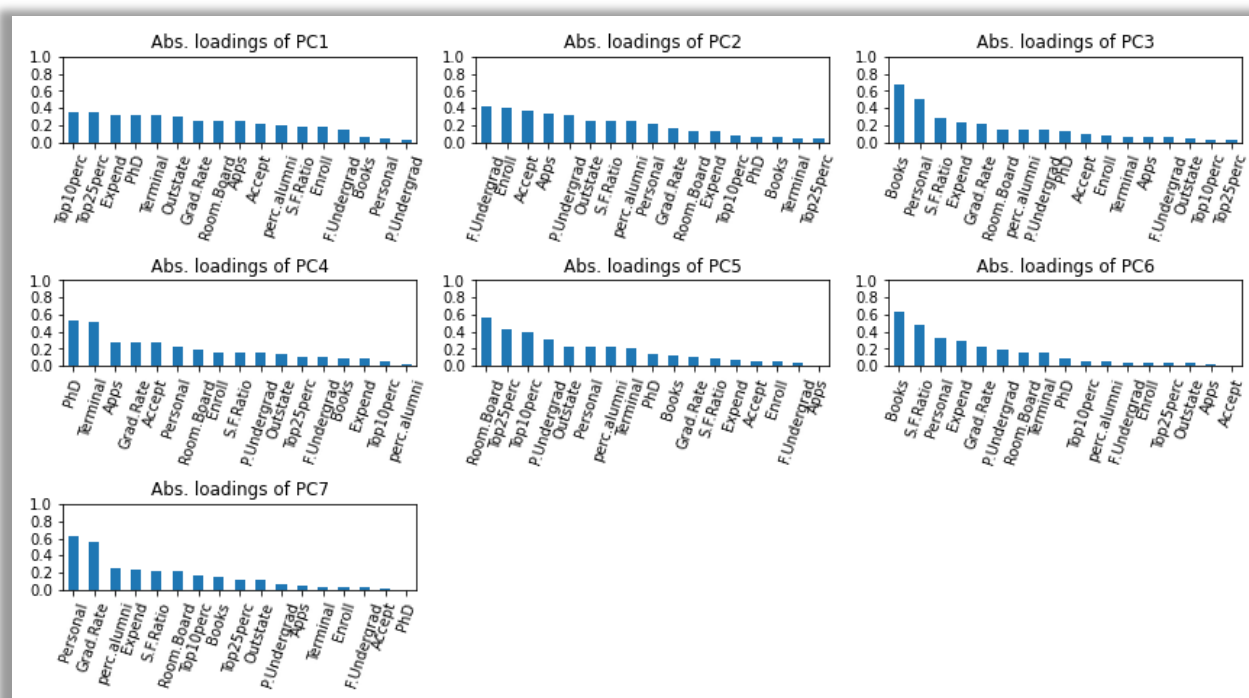 Abs. loadings of PC1
1.0
0.8
0.6
0.4
0.2
0.0
Top10perc
Top25perc
Expend
PhD
Terminal
Outstate
Grad.Rate
Room.Board
Apps
Accept
perc.alumni
S.F.Ratio
Enroll
F.Undergrad
Books
Personal
P.Undergrad
Abs. loadings of PC2
1.0
0.8
0.6
0.4
0.2
0.0
F.Undergrad
Enroll
Accept
Apps
P.Undergrad
Outstate
S.F.Ratio
perc.alumni
Personal
Grad.Rate
Room.Board
Expend
Top10perc
PhD
Books
Terminal
Top25perc
Abs. loadings of PC3
1.0
0.8
0.6
0.4
0.2
0.0
Books
Personal
S.F.Ratio
Expend
Grad.Rate
Room.Board
perc.alumni
P.Undergrad
PhD
Accept
Enroll
Terminal
Apps
F.Undergrad
Outstate
Top10perc
Top25perc
Abs. loadings of PC4
1.0
0.8
0.6
0.4
0.2
0.0
PhD
Terminal
Apps
Grad.Rate
Accept
Personal
Room.Board
Enroll
S.F.Ratio
P.Undergrad
Outstate
Top25perc
F.Undergrad
Books
Expend
Top10perc
perc.alumni
Abs. loadings of PC5
1.0
0.8
0.6
0.4
0.2
0.0
Room.Board
Top25perc
Top10perc
P.Undergrad
Outstate
Personal
perc.alumni
Terminal
PhD
Books
Grad.Rate
S.F.Ratio
Expend
Accept
Enroll
F.Undergrad
Apps
Abs. loadings of PC6
1.0
0.8
0.6
0.4
0.2
0.0
Books
S.F.Ratio
Personal
Expend
Grad.Rate
P.Undergrad
Room.Board
Terminal
PhD
Top10perc
perc.alumni
F.Undergrad
Enroll
Top25perc
Outstate
Apps
Accept
Abs. loadings of PC7
1.0
0.8
0.6
0.4
0.2
0.0
Personal
Grad.Rate
perc.alumni
Expend
S.F.Ratio
Room.Board
Top10perc
Books
Top25perc
Outstate
P.Undergrad
Apps
Terminal
Enroll
F.Undergrad
Accept
PhD